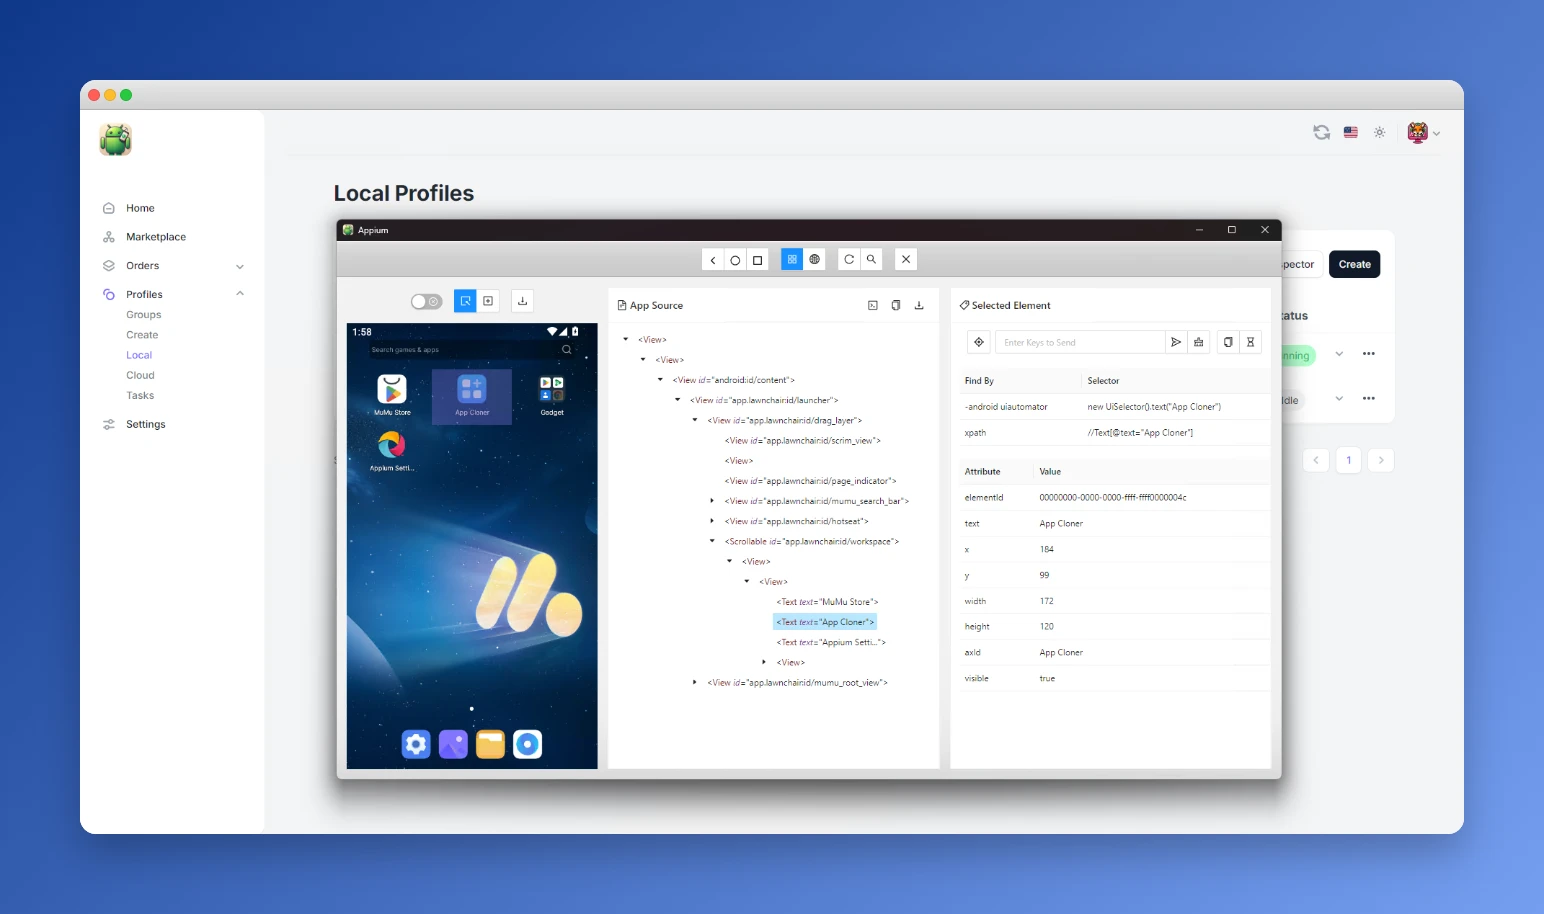 Home
Marketplace
Orders
Profiles
Groups
Create
Local
Cloud
Tasks
Settings
Local Profiles
Appium
spector
Create
atus
nning
Idle
1
1:58
Search games & apps
MuMu Store
App Cloner
Gadget
Appium Setti...
App Source
<View>
<View>
<View id="android:id/content">
<View id="app.lawnchair:id/launcher">
<View id="app.lawnchair:id/drag_layer">
<View id="app.lawnchair:id/scrim_view">
<View>
<View id="app.lawnchair:id/page_indicator">
<View id="app.lawnchair:id/mumu_search_bar">
<View id="app.lawnchair:id/hotseat">
<Scrollable id="app.lawnchair:id/workspace">
<View>
<View>
<Text text="MuMu Store">
<Text text="App Cloner">
<Text text="Appium Setti...">
<View>
<View id="app.lawnchair:id/mumu_root_view">
Selected Element
Enter Keys to Send
Find By Selector
-android uiautomator new UiSelector().text("App Cloner")
xpath //Text[@text="App Cloner"]
Attribute Value
elementId 00000000-0000-0000-ffff-ffff0000004c
text App Cloner
x 184
y 99
width 172
height 120
axId App Cloner
visible true